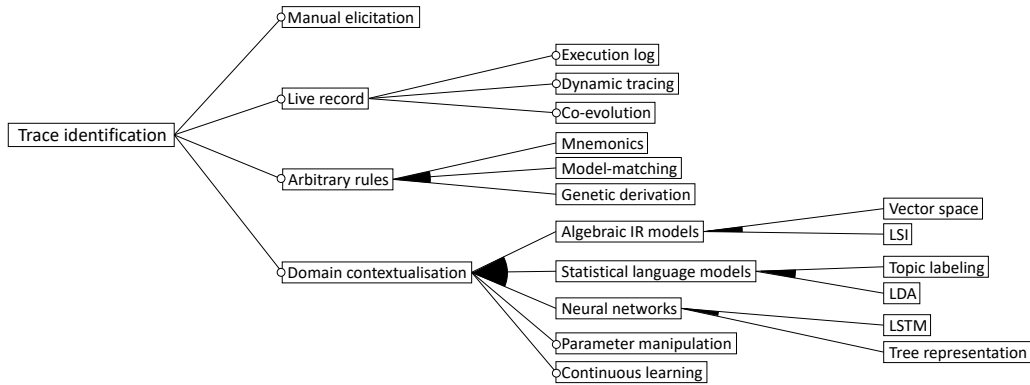 Manual elicitation
Execution log
Live record
Dynamic tracing
Co-evolution
Trace identification
Mnemonics
Arbitrary rules
Model-matching
Genetic derivation
Vector space
Algebraic IR models
LSI
Domain contextualisation
Statistical language models
Topic labeling
LDA
Neural networks
LSTM
Parameter manipulation
Tree representation
Continuous learning